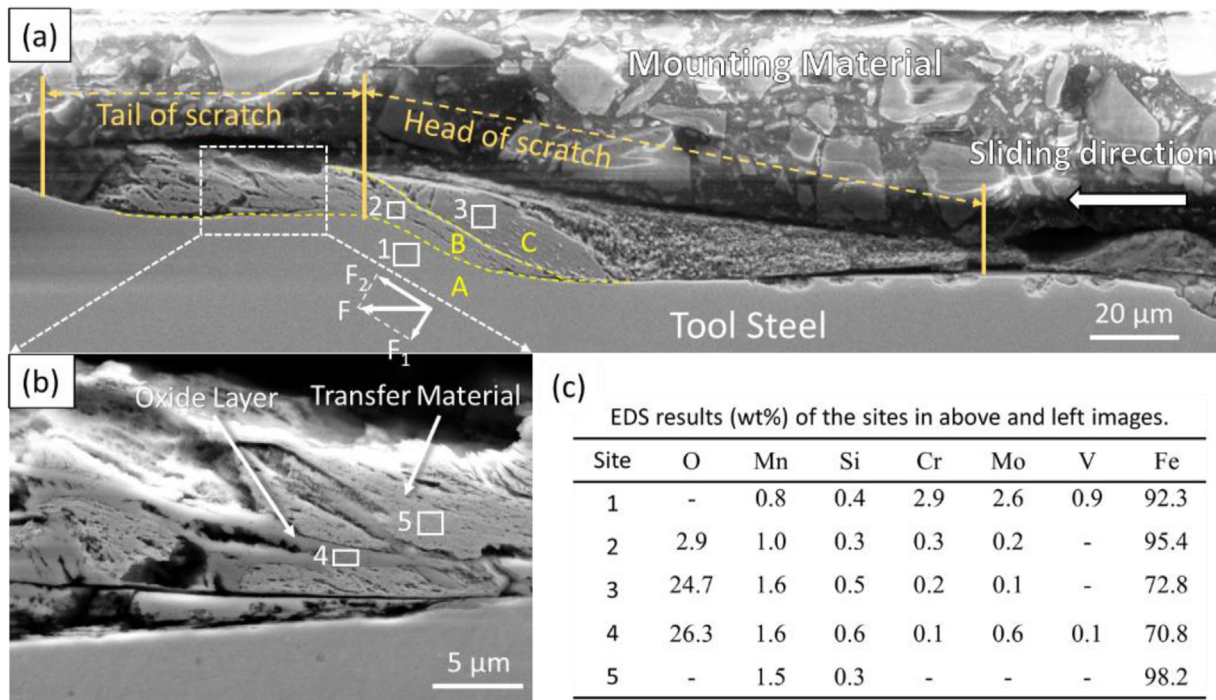 (a)
Mounting Material
Tail of scratch
Head of scratch
Sliding direction
2
3
1
B
C
A
F2
F
F1
Tool Steel
20 μm
(b)
Oxide Layer
Transfer Material
5
4
5 μm
(c)
EDS results (wt%) of the sites in above and left images.
Site O Mn Si Cr Mo V Fe
1 - 0.8 0.4 2.9 2.6 0.9 92.3
2 2.9 1.0 0.3 0.3 0.2 - 95.4
3 24.7 1.6 0.5 0.2 0.1 - 72.8
4 26.3 1.6 0.6 0.1 0.6 0.1 70.8
5 - 1.5 0.3 - - - 98.2